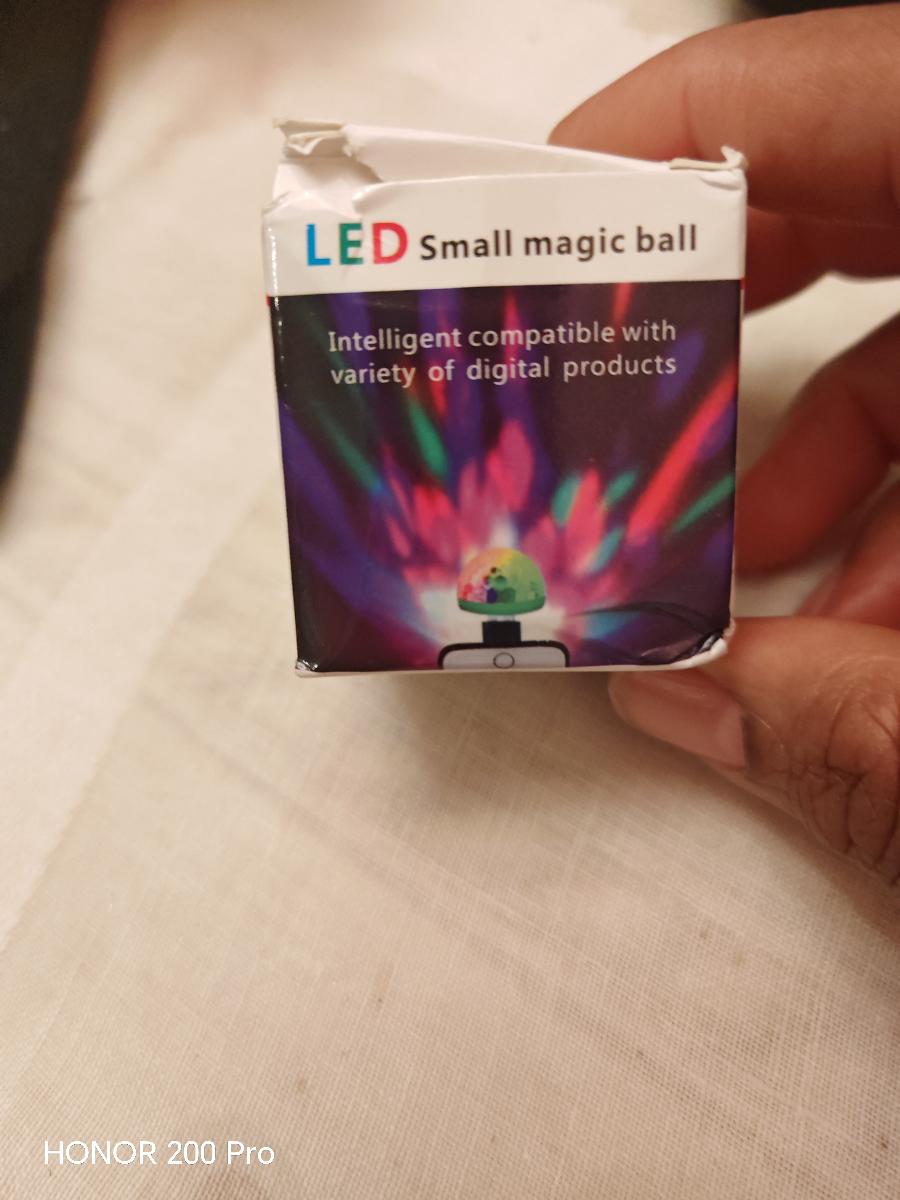 LED Small magic ball
Intelligent compatible with
variety of digital products
HONOR 200 Pro